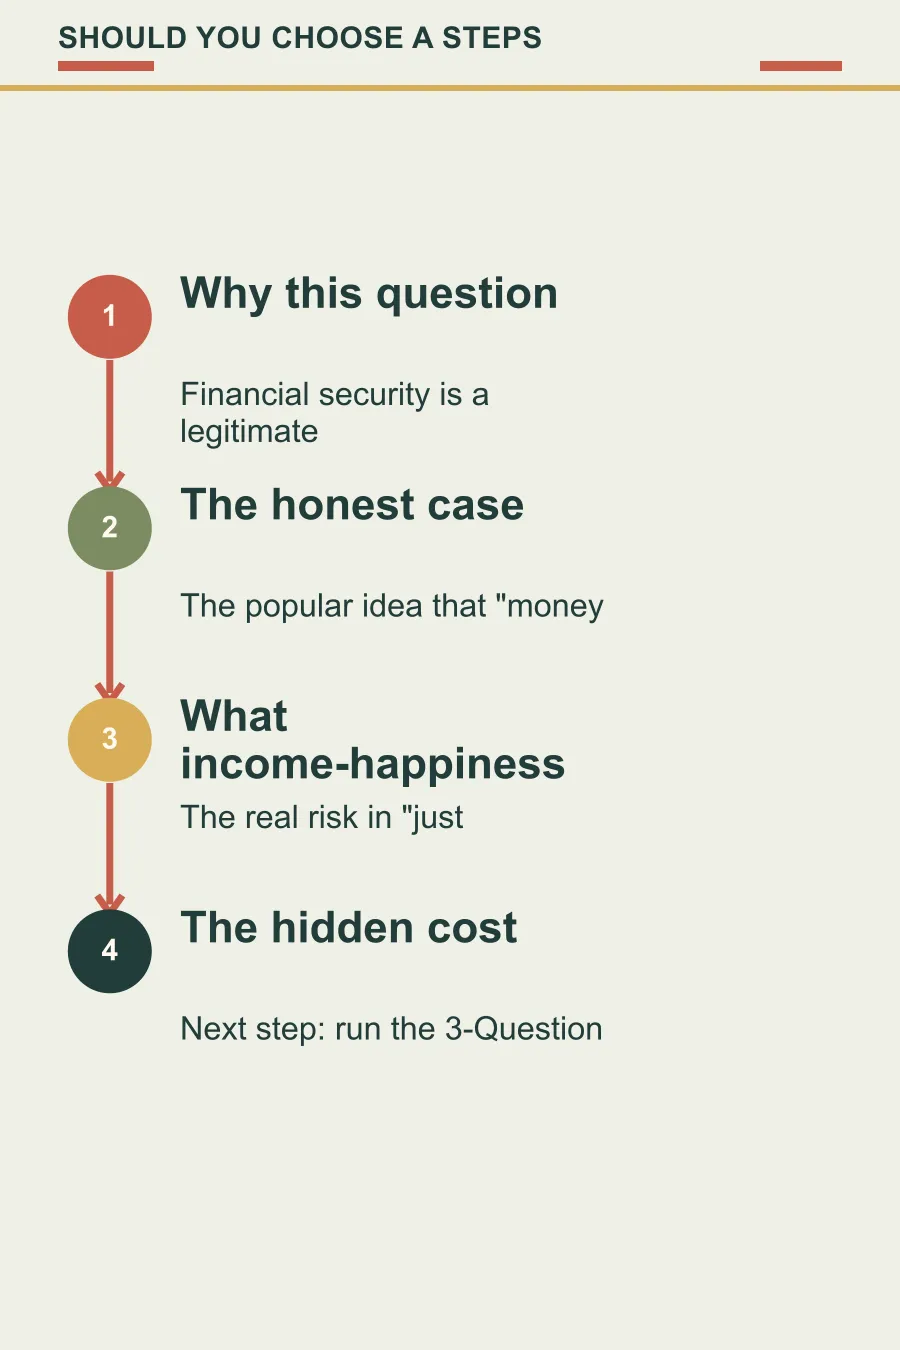 SHOULD YOU CHOOSE A STEPS
1
Why this question
Financial security is a
legitimate
2
The honest case
The popular idea that "money
3
What
income-happiness
The real risk in "just
4
The hidden cost
Next step: run the 3-Question